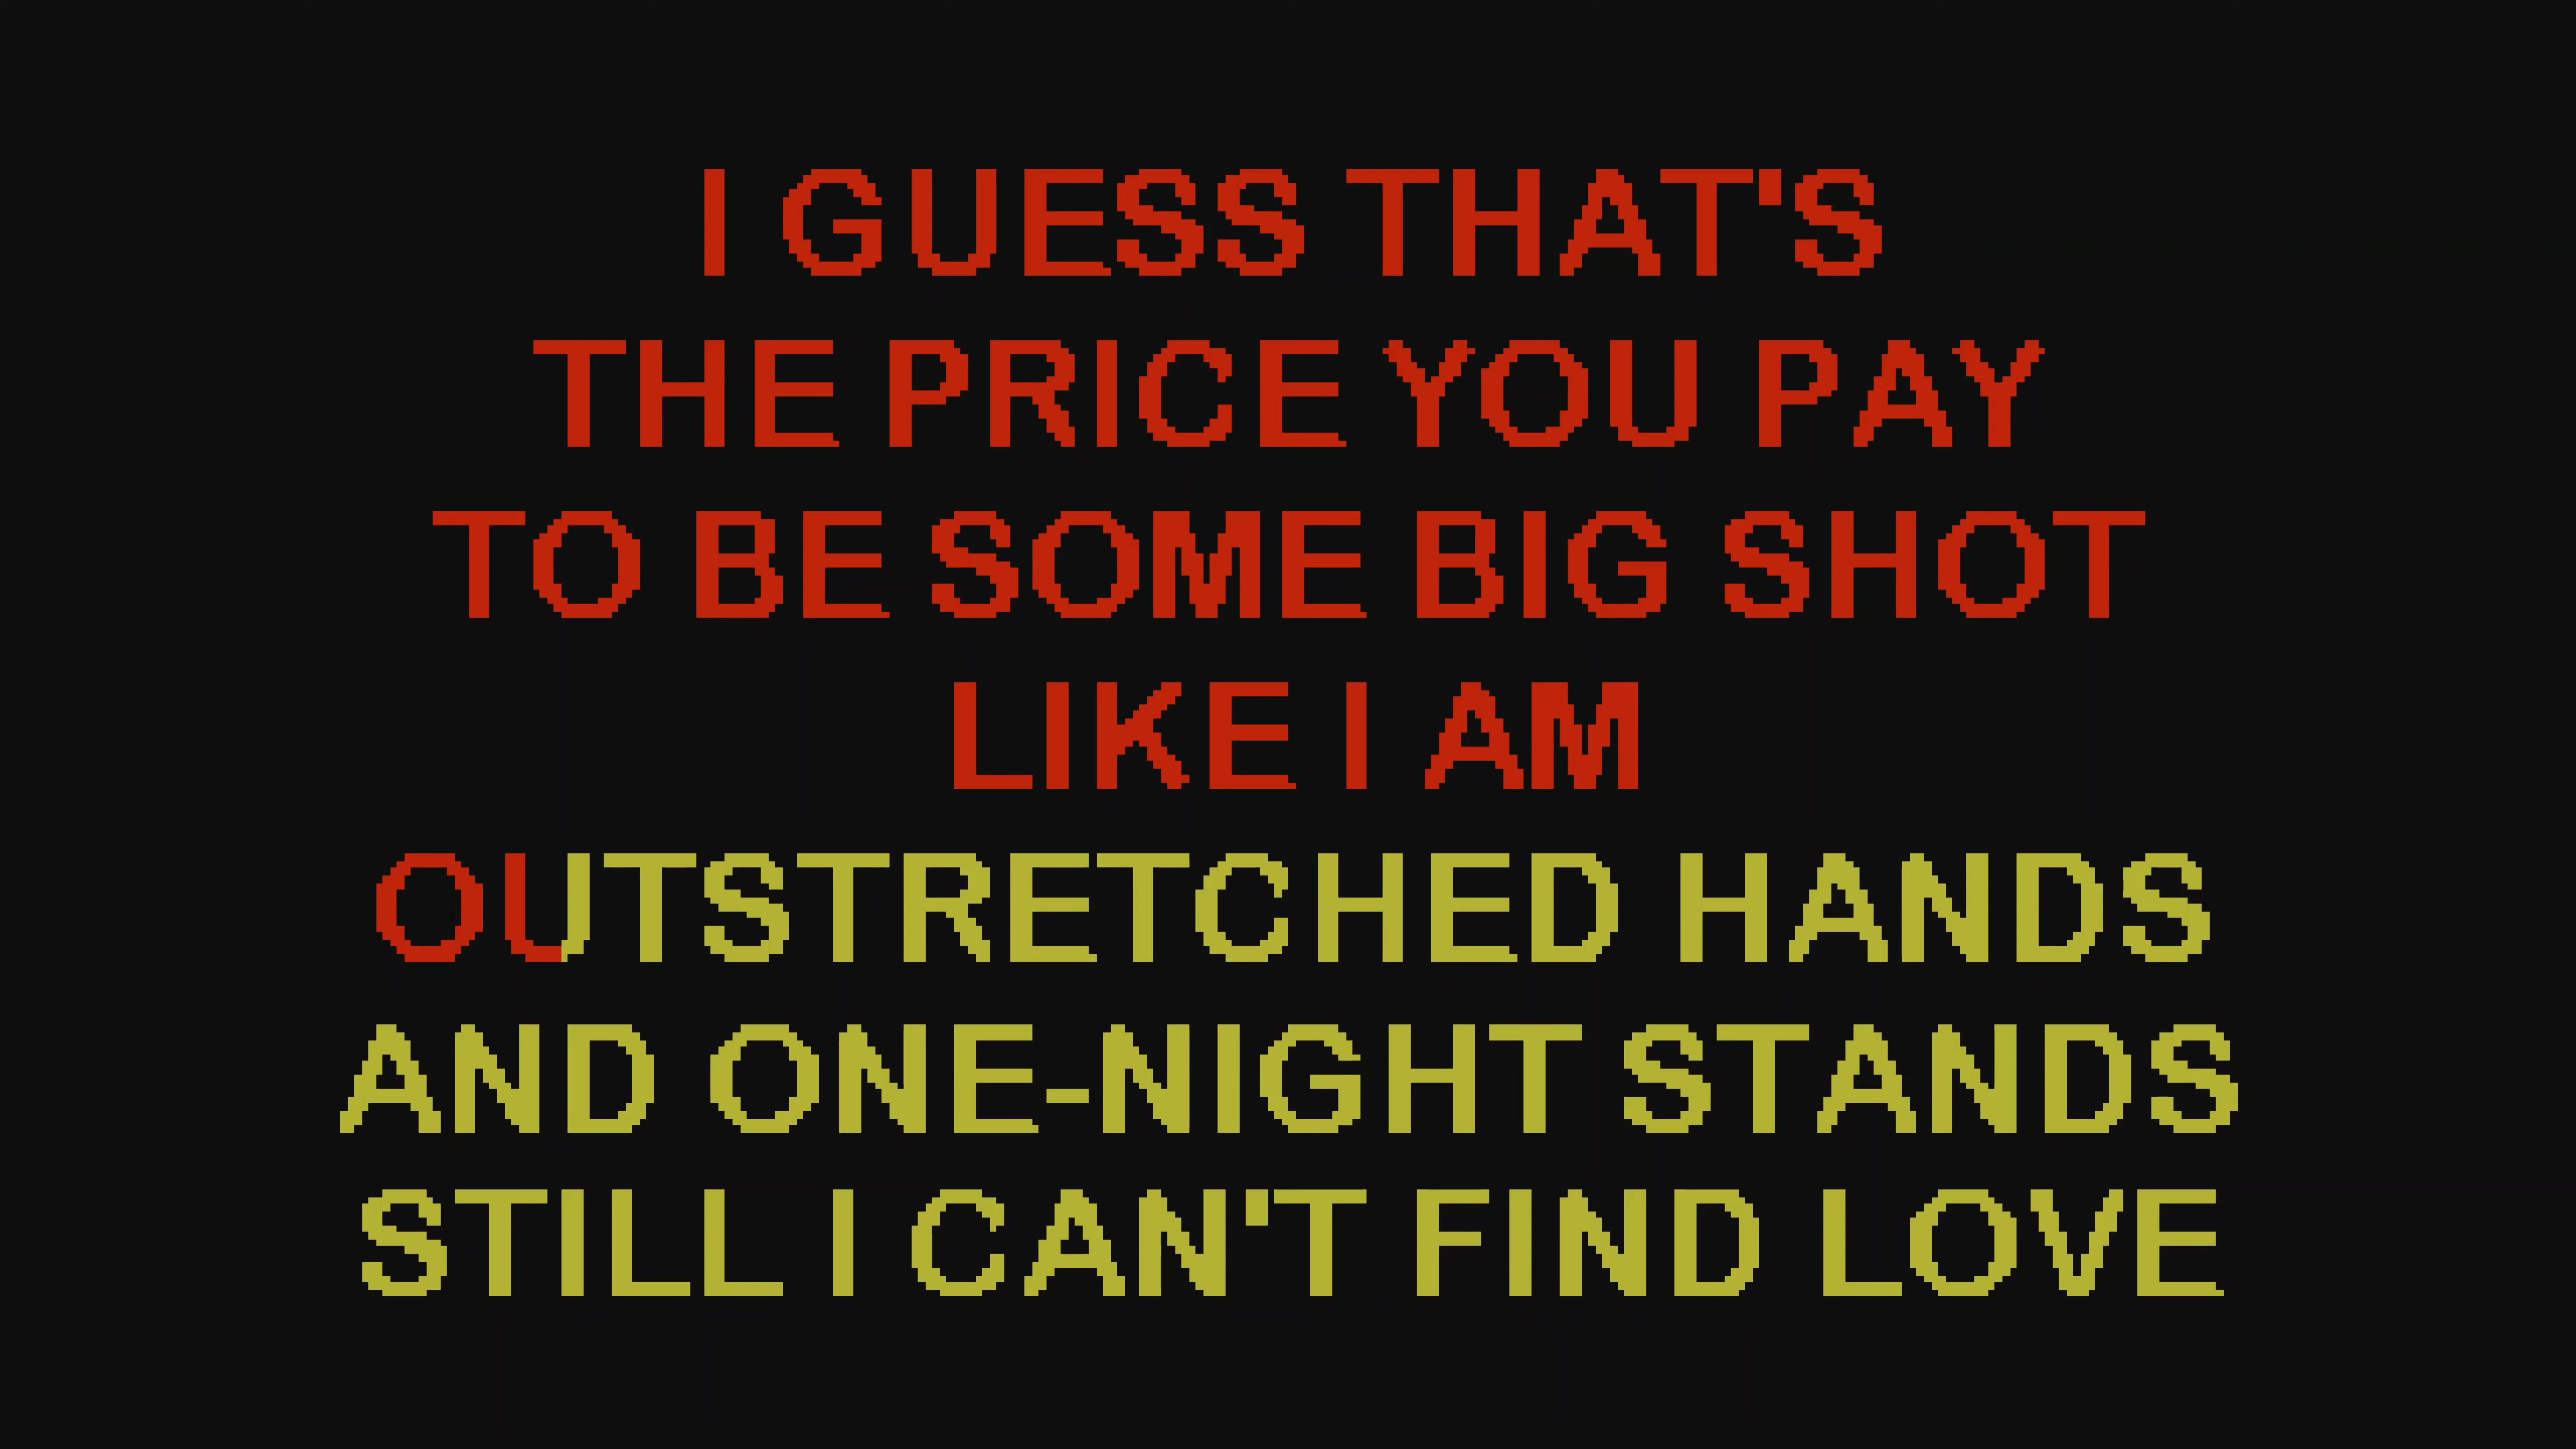 I GUESS THAT'S
THE PRICE YOU PAY
TO BE SOME BIG SHOT
LIKE I AM
OUTSTRETCHED HANDS
AND ONE-NIGHT STANDS
STILL I CAN'T FIND LOVE